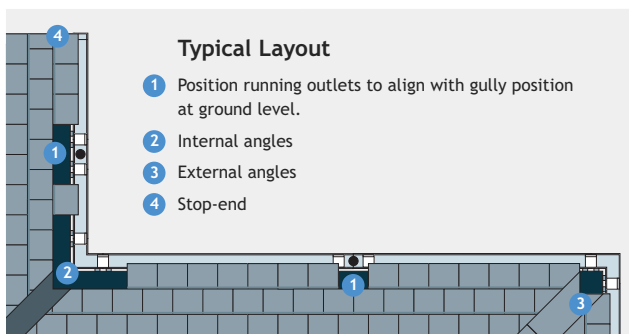 4
Typical Layout
1 Position running outlets to align with gully position
at ground level.
2 Internal angles
3 External angles
4 Stop-end
1
2
1
3